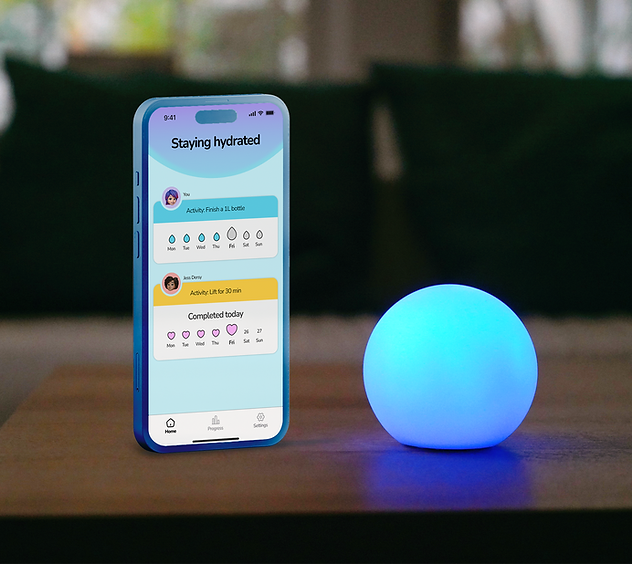 9:41
Staying hydrated
You
Activity: Finish a 1L bottle
Mon Tue Wed Thu Fri Sat Sun
Jess Dorsy
Activity: Lift for 30 min
Completed today
26 27
Mon Tue Wed Thu Fri Sat Sun
Home Progress Settings